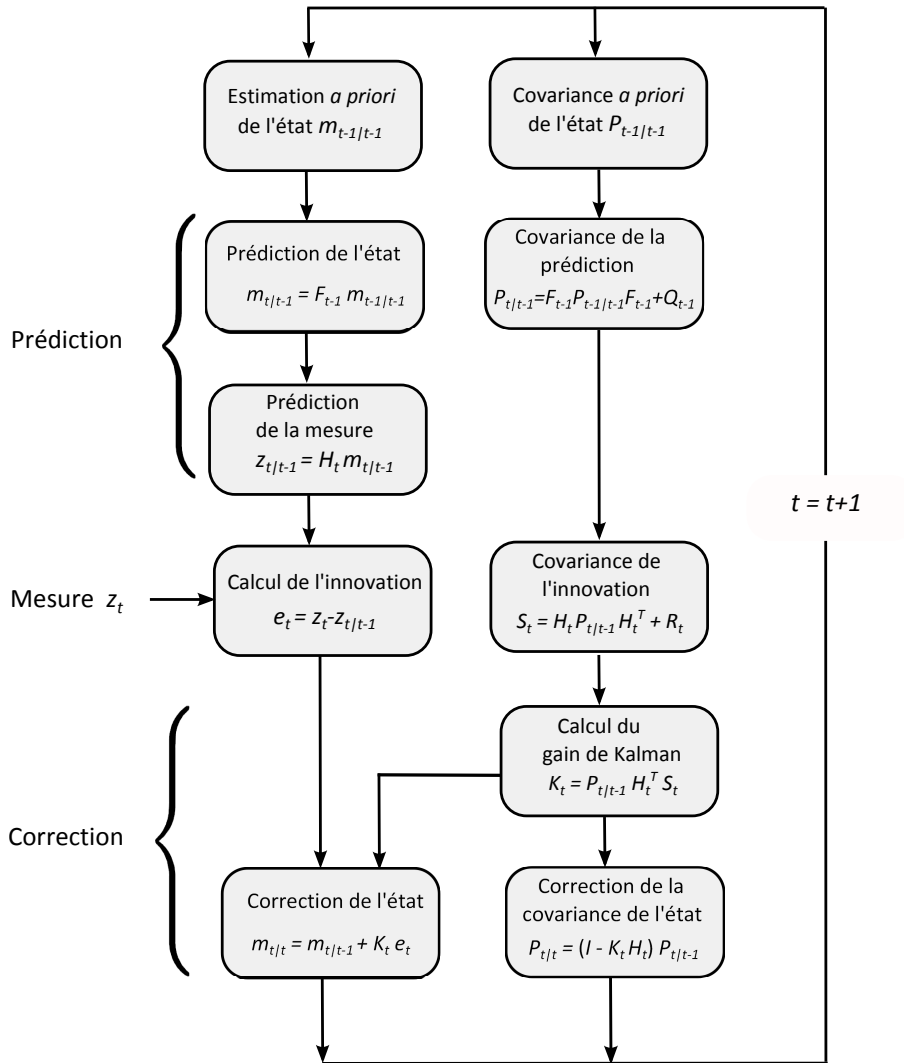 Estimation a priori
de l'état m_{t-1|t-1}
Covariance a priori
de l'état P_{t-1|t-1}
Prédiction
Prédiction de l'état
m_{t|t-1} = F_{t-1} m_{t-1|t-1}
Covariance de la
prédiction
P_{t|t-1}=F_{t-1}P_{t-1|t-1}F_{t-1}+Q_{t-1}
Prédiction
de la mesure
z_{t|t-1} = H_t m_{t|t-1}
t = t+1
Mesure z_t
Calcul de l'innovation
e_t = z_t-z_{t|t-1}
Covariance de
l'innovation
S_t = H_t P_{t|t-1} H_t^T + R_t
Calcul du
gain de Kalman
K_t = P_{t|t-1} H_t^T S_t
Correction
Correction de l'état
m_{t|t} = m_{t|t-1} + K_t e_t
Correction de la
covariance de l'état
P_{t|t} = (I - K_t H_t) P_{t|t-1}